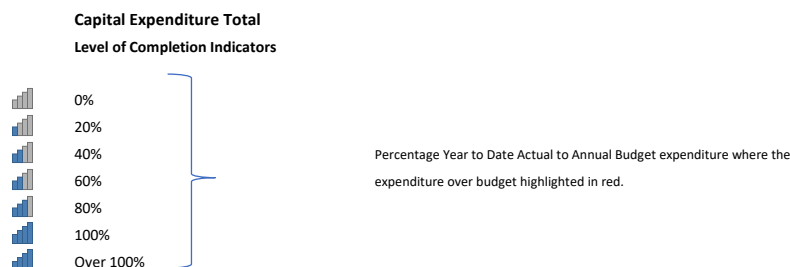 Capital Expenditure Total
Level of Completion Indicators
0%
20%
40%
60%
80%
100%
Over 100%
Percentage Year to Date Actual to Annual Budget expenditure where the
expenditure over budget highlighted in red.